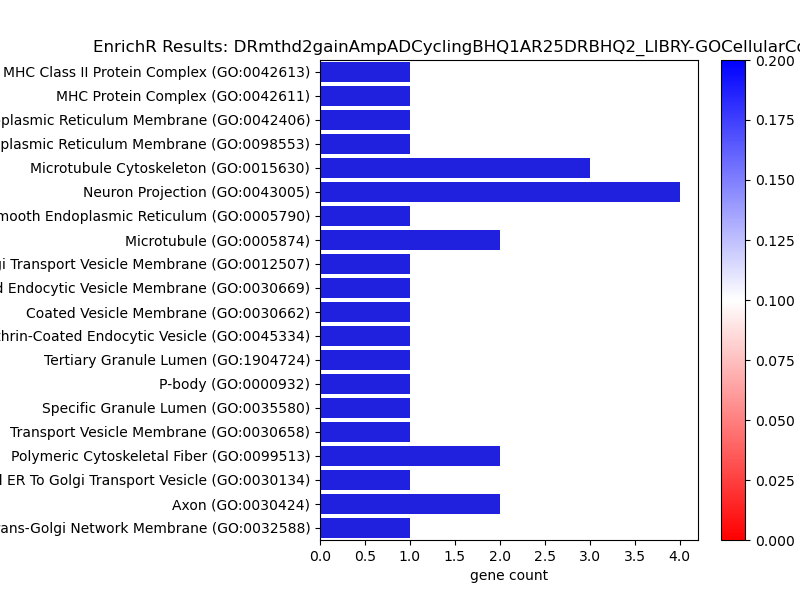 EnrichR Results: DRmthd2gainAmpADCyclingBHQ1AR25DRBHQ2_LIBRY-GOCellularCo
MHC Class II Protein Complex (GO:0042613)
MHC Protein Complex (GO:0042611)
plasmic Reticulum Membrane (GO:0042406)
plasmic Reticulum Membrane (GO:0098553)
Microtubule Cytoskeleton (GO:0015630)
Neuron Projection (GO:0043005)
mooth Endoplasmic Reticulum (GO:0005790)
Microtubule (GO:0005874)
gi Transport Vesicle Membrane (GO:0012507)
d Endocytic Vesicle Membrane (GO:0030669)
Coated Vesicle Membrane (GO:0030662)
thrin-Coated Endocytic Vesicle (GO:0045334)
Tertiary Granule Lumen (GO:1904724)
P-body (GO:0000932)
Specific Granule Lumen (GO:0035580)
Transport Vesicle Membrane (GO:0030658)
Polymeric Cytoskeletal Fiber (GO:0099513)
l ER To Golgi Transport Vesicle (GO:0030134)
Axon (GO:0030424)
rans-Golgi Network Membrane (GO:0032588)
0.0 0.5 1.0 1.5 2.0 2.5 3.0 3.5 4.0
gene count
0.200
0.175
0.150
0.125
0.100
0.075
0.050
0.025
0.000